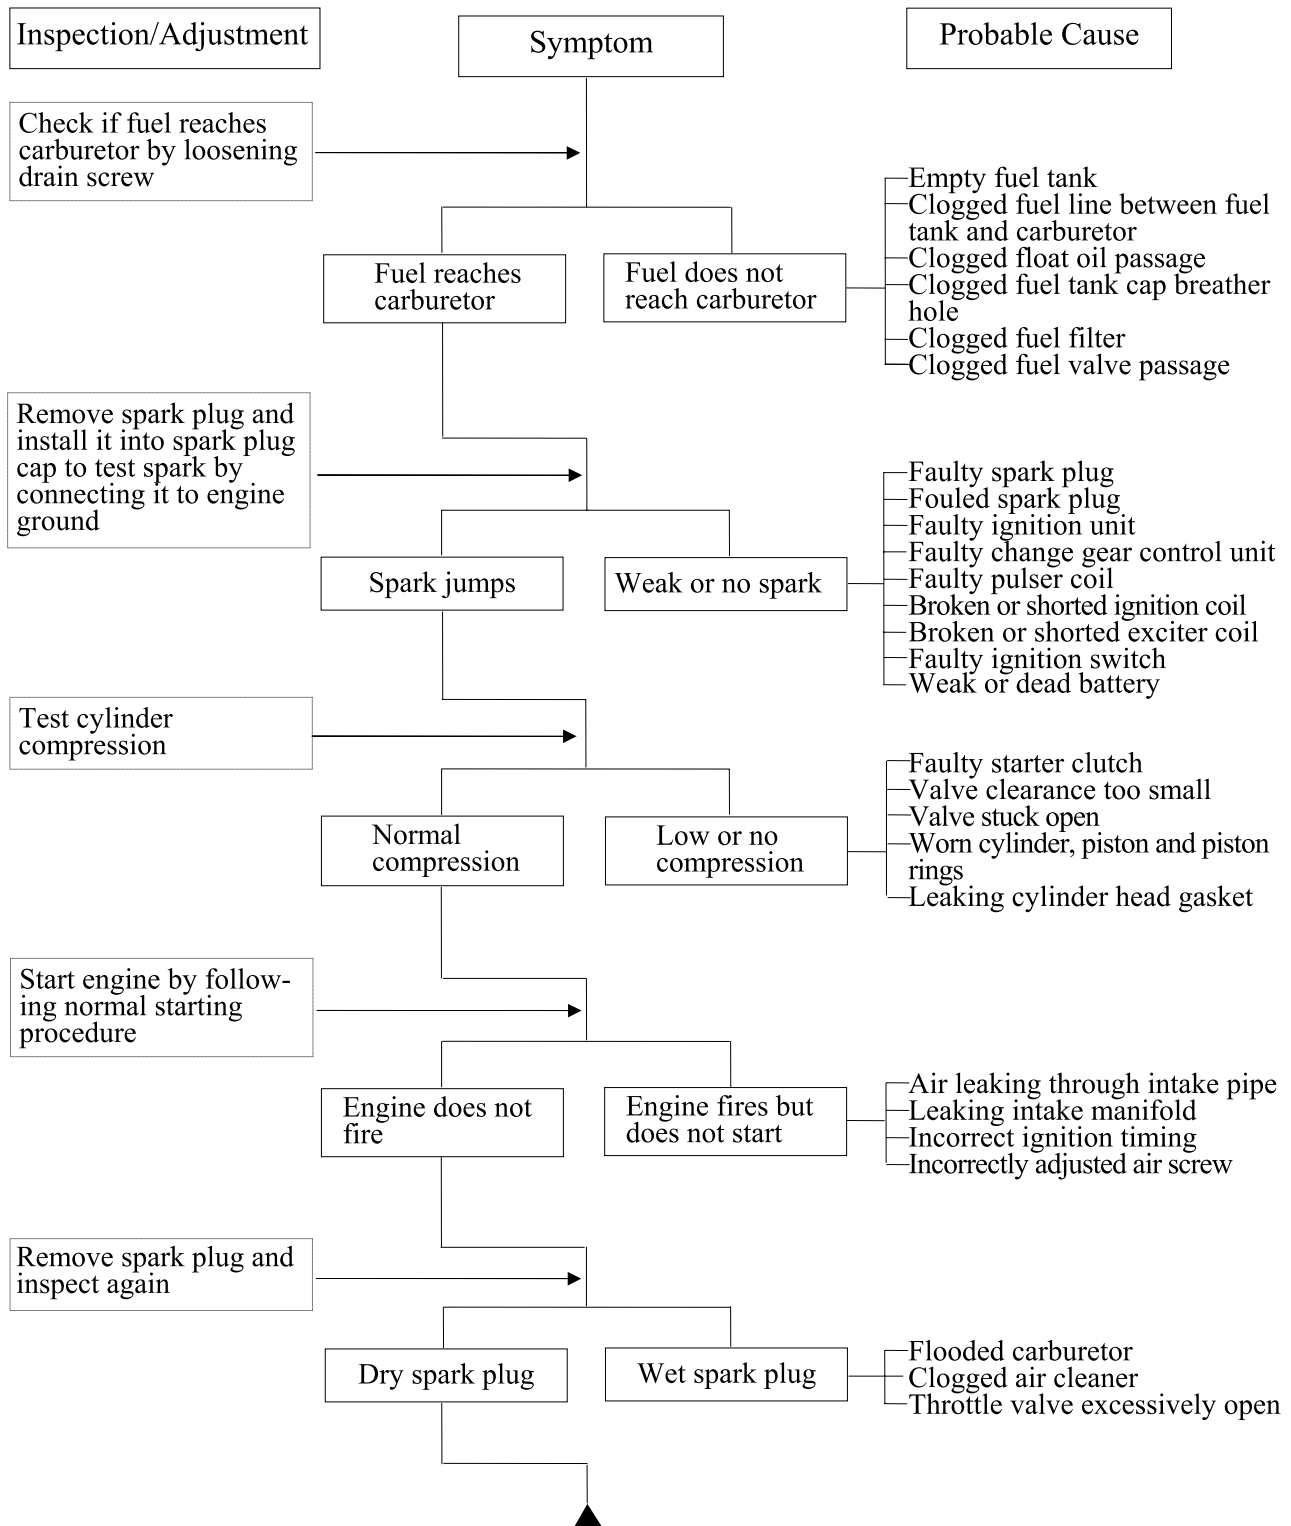 Inspection/Adjustment
Symptom
Probable Cause
Check if fuel reaches
carburetor by loosening
drain screw
Fuel reaches
carburetor
Fuel does not
reach carburetor
Empty fuel tank
Clogged fuel line between fuel
tank and carburetor
Clogged float oil passage
Clogged fuel tank cap breather
hole
Clogged fuel filter
Clogged fuel valve passage
Remove spark plug and
install it into spark plug
cap to test spark by
connecting it to engine
ground
Spark jumps
Weak or no spark
Faulty spark plug
Fouled spark plug
Faulty ignition unit
Faulty change gear control unit
Faulty pulser coil
Broken or shorted ignition coil
Broken or shorted exciter coil
Faulty ignition switch
Weak or dead battery
Test cylinder
compression
Normal
compression
Low or no
compression
Faulty starter clutch
Valve clearance too small
Valve stuck open
Worn cylinder, piston and piston
rings
Leaking cylinder head gasket
Start engine by follow-
ing normal starting
procedure
Engine does not
fire
Engine fires but
does not start
Air leaking through intake pipe
Leaking intake manifold
Incorrect ignition timing
Incorrectly adjusted air screw
Remove spark plug and
inspect again
Dry spark plug
Wet spark plug
Flooded carburetor
Clogged air cleaner
Throttle valve excessively open